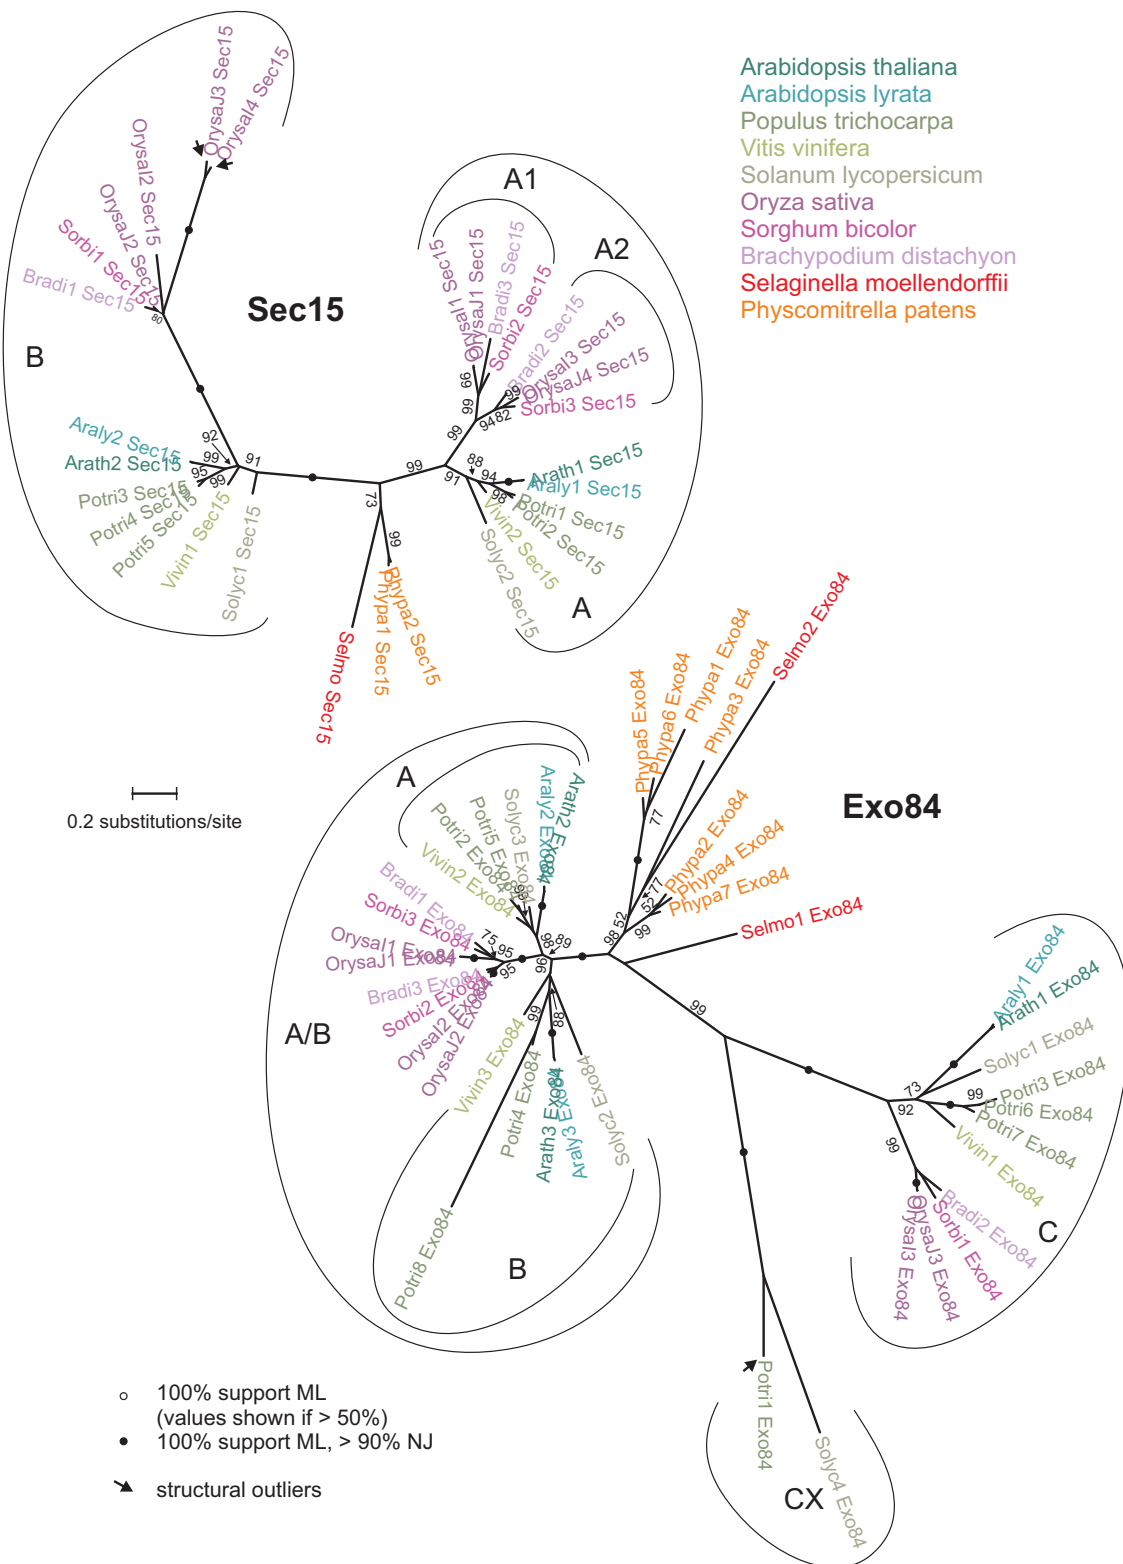 OrysaJ3 Sec15
OrysaI4 Sec15
OrysaI2 Sec15
OrysaJ2 Sec15
Sorbi1 Sec15
Bradi1 Sec15
80
Sec15
B
A1
A2
OrysaI1 Sec15
OrysaJ1 Sec15
Bradi3 Sec15
Sorbi2 Sec15
Bradi2 Sec15
OrysaI3 Sec15
OrysaJ4 Sec15
Sorbi3 Sec15
99
99
99
99
94
82
Arabidopsis thaliana
Arabidopsis lyrata
Populus trichocarpa
Vitis vinifera
Solanum lycopersicum
Oryza sativa
Sorghum bicolor
Brachypodium distachyon
Selaginella moellendorffii
Physcomitrella patens
Araly2 Sec15
Arath2 Sec15
Potri3 Sec15
Potri4 Sec15
Potri5 Sec15
Vivin1 Sec15
Solyc1 Sec15
92
99
95
99
91
99
73
99
88
91
94
98
Arath1 Sec15
Araly1 Sec15
Potri1 Sec15
Potri2 Sec15
Vivin2 Sec15
Solyc2 Sec15
A
Selmo Sec15
Phypa1 Sec15
Phypa2 Sec15
0.2 substitutions/site
Exo84
Phypa5 Exo84
Phypa6 Exo84
Phypa1 Exo84
Phypa3 Exo84
Selmo2 Exo84
Phypa2 Exo84
Phypa4 Exo84
Phypa7 Exo84
Selmo1 Exo84
77
77
52
52
99
98
A
Araly2 Exo84
Arath2 Exo84
Solyc3 Exo84
Potri5 Exo84
Potri2 Exo84
Vivin2 Exo84
Bradi1 Exo84
Sorbi3 Exo84
OrysaI1 Exo84
OrysaJ1 Exo84
Bradi3 Exo84
Sorbi2 Exo84
OrysaI2 Exo84
OrysaJ2 Exo84
99
98
89
75
95
95
96
99
88
A/B
Vivin3 Exo84
Potri4 Exo84
Arath3 Exo84
Araly3 Exo84
Solyc2 Exo84
Potri8 Exo84
B
99
Araly1 Exo84
Arath1 Exo84
Solyc1 Exo84
Potri3 Exo84
Potri6 Exo84
Potri7 Exo84
Vivin1 Exo84
73
99
92
99
Bradi2 Exo84
Sorbi1 Exo84
OrysaJ3 Exo84
OrysaI3 Exo84
C
Potri1 Exo84
Solyc4 Exo84
CX
100% support ML
(values shown if > 50%)
100% support ML, > 90% NJ
structural outliers